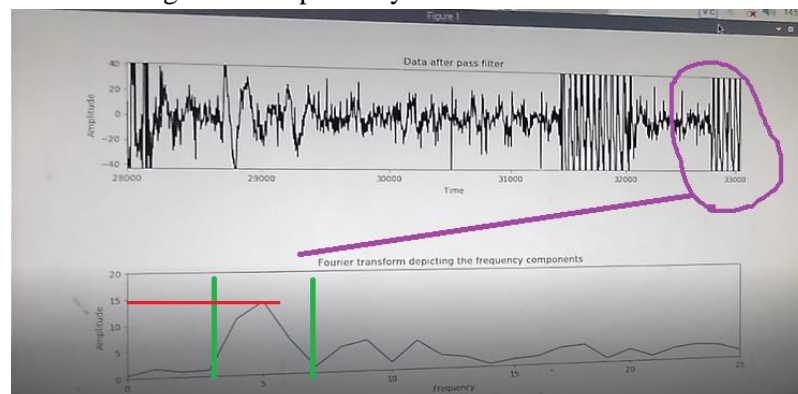 Figure 1
Data after pass filter
40
20
0
−20
−40
Amplitude
28000 29000 30000 31000 32000 33000
Time
Fourier transform depicting the frequency components
20
15
10
5
0
Amplitude
0 5 10 15 20 25
Frequency